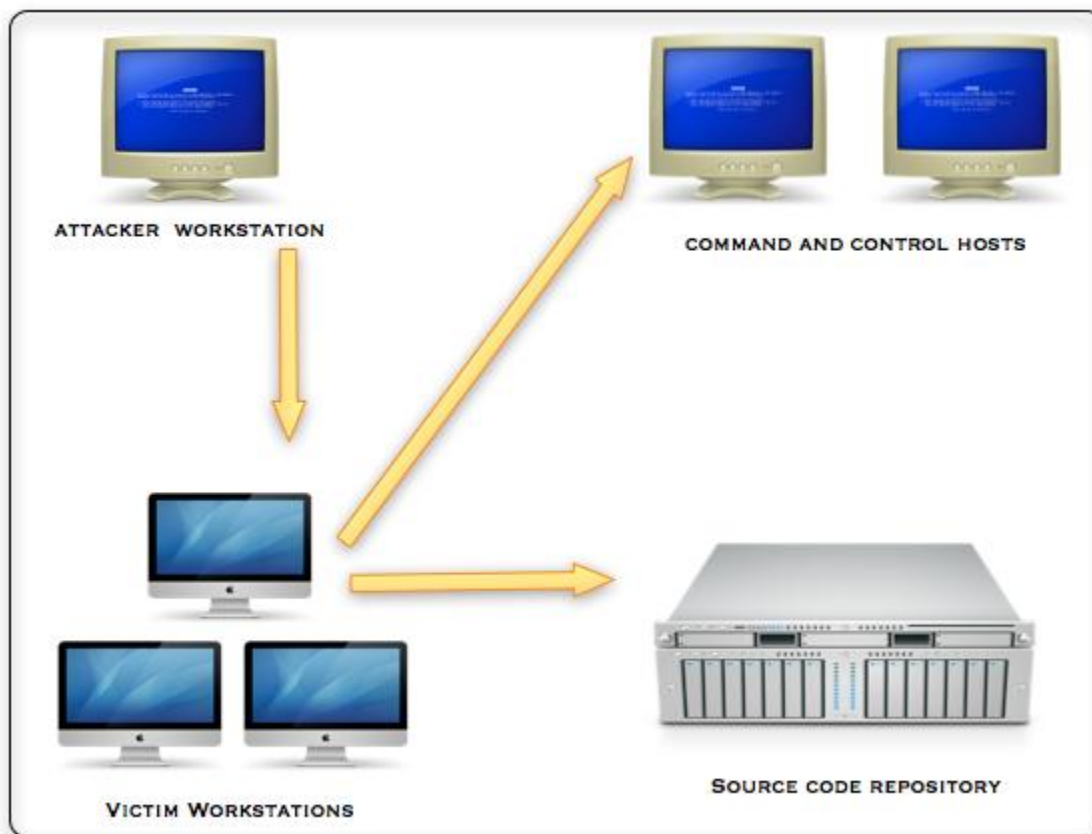 ATTACKER WORKSTATION
COMMAND AND CONTROL HOSTS
VICTIM WORKSTATIONS
SOURCE CODE REPOSITORY